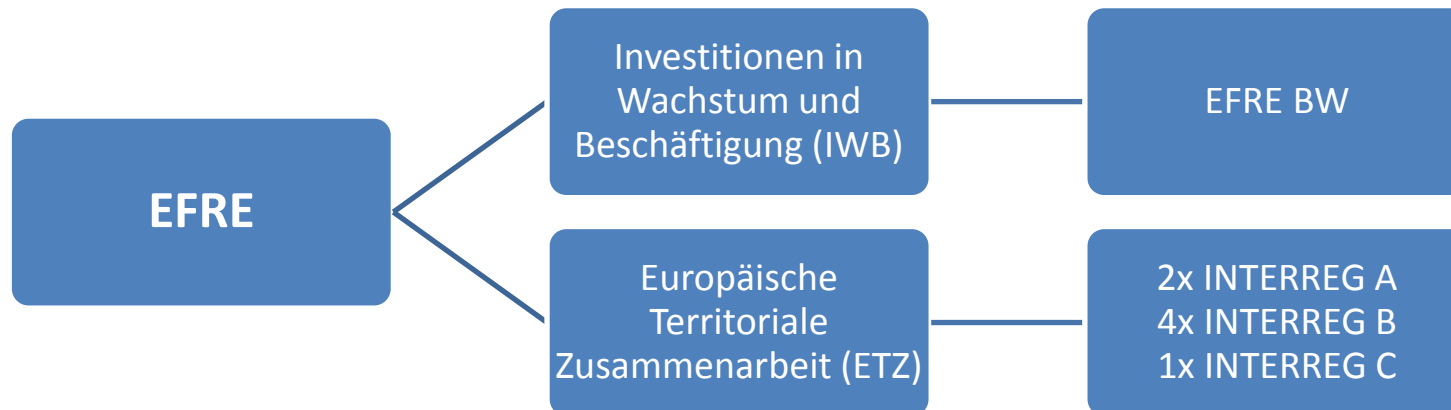 EFRE
Investitionen in
Wachstum und
Beschäftigung (IWB)
EFRE BW
Europäische
Territoriale
Zusammenarbeit (ETZ)
2x INTERREG A
4x INTERREG B
1x INTERREG C